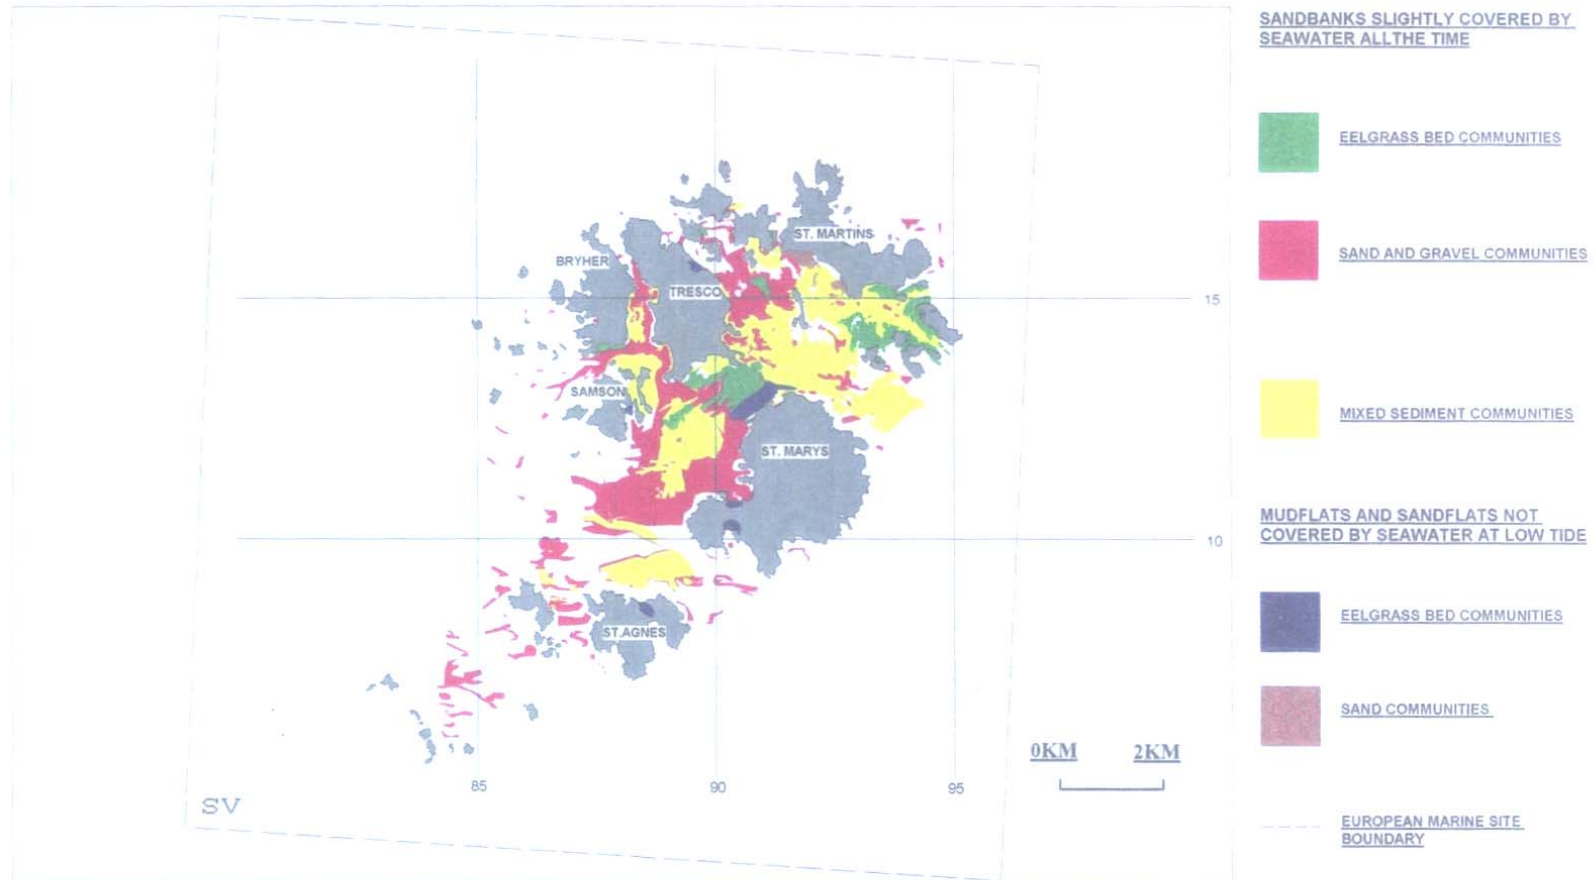 SANDBANKS SLIGHTLY COVERED BY
SEAWATER ALLTHE TIME
EELGRASS BED COMMUNITIES
SAND AND GRAVEL COMMUNITIES
MIXED SEDIMENT COMMUNITIES
MUDFLATS AND SANDFLATS NOT
COVERED BY SEAWATER AT LOW TIDE
EELGRASS BED COMMUNITIES
SAND COMMUNITIES
EUROPEAN MARINE SITE
BOUNDARY
ST. MARTINS
BRYHER
TRESCO
15
SAMSON
ST. MARYS
10
ST.AGNES
0KM 2KM
85 90 95
SV